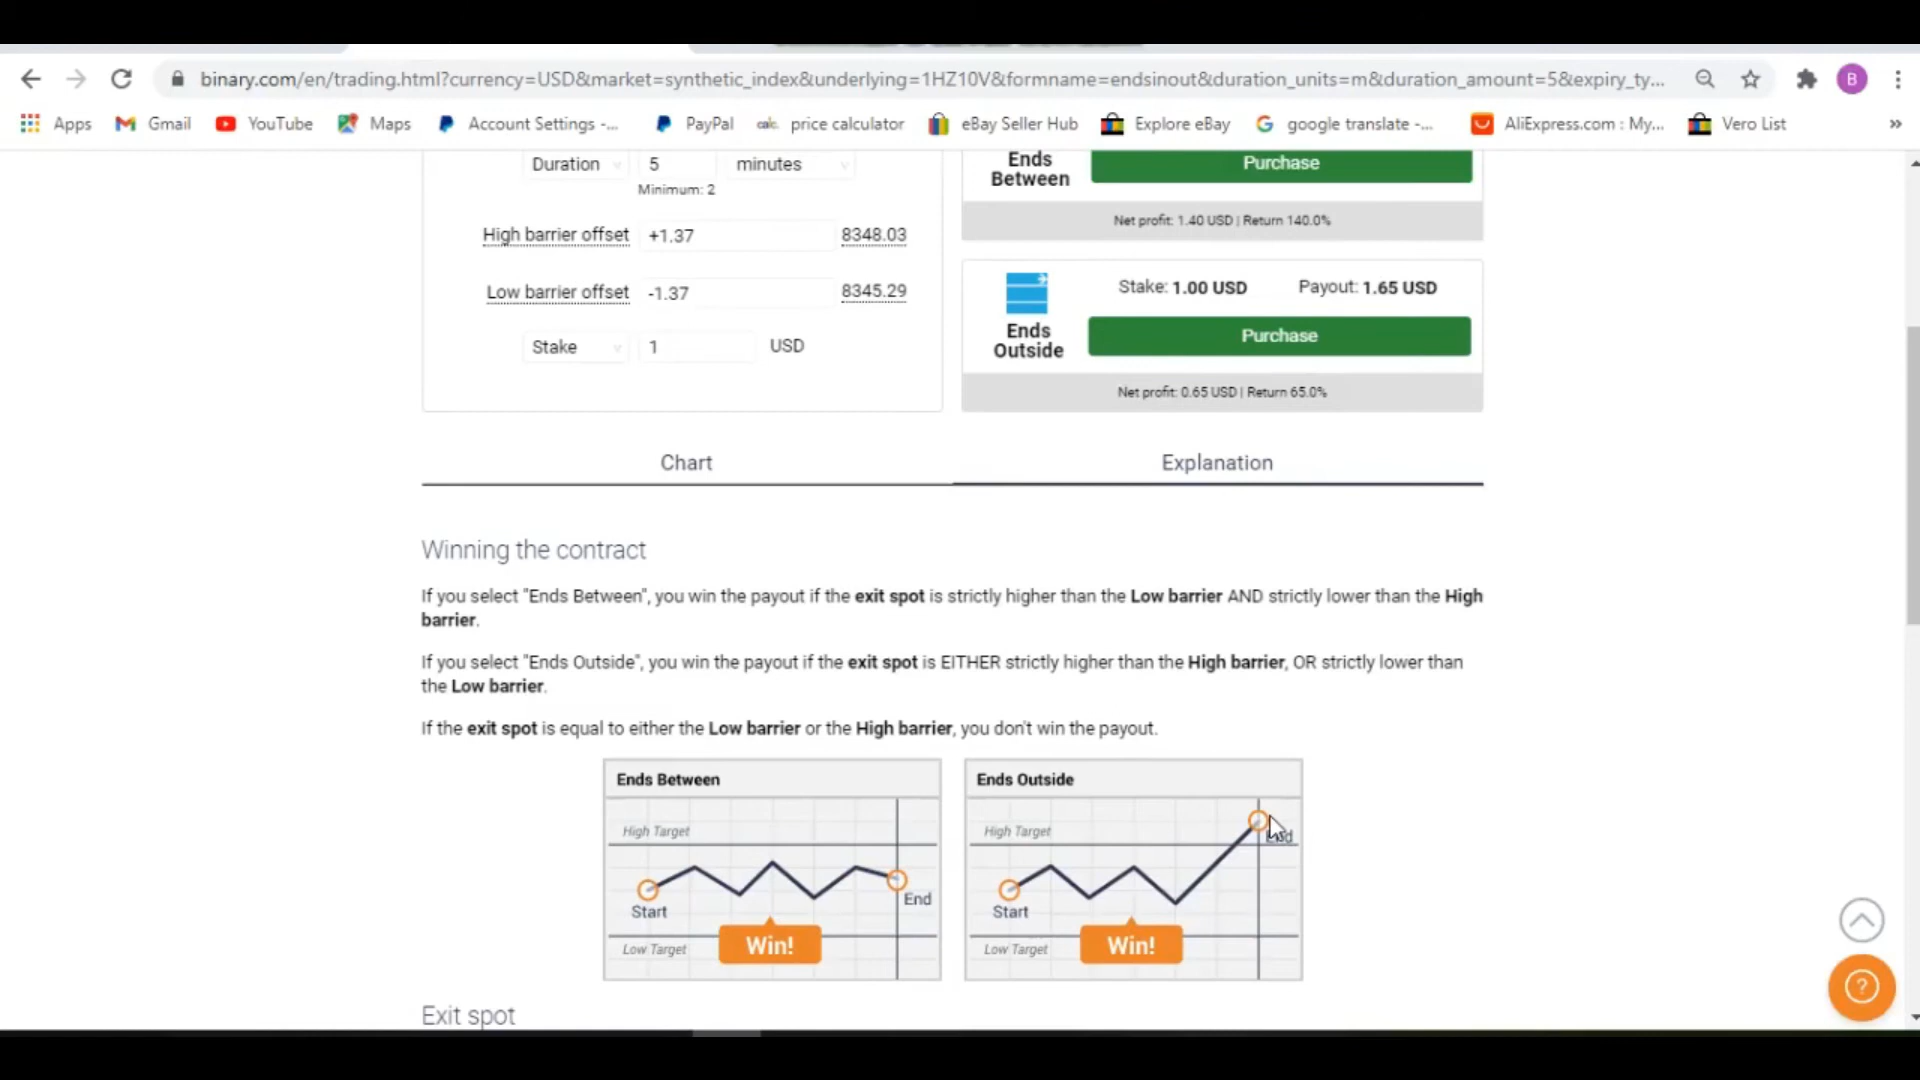 binary.com/en/trading.html?currency=USD&market=synthetic_index&underlying=1HZ10V&formname=endsinout&duration_units=m&duration_amount=5&expiry_ty...
B
Apps Gmail YouTube Maps Account Settings -... PayPal calc. price calculator eBay Seller Hub Explore eBay google translate -... AliExpress.com : My... Vero List »
Duration 5 minutes
Minimum: 2
High barrier offset +1.37 8348.03
Low barrier offset -1.37 8345.29
Stake 1 USD
Ends
Between
Purchase
Net profit: 1.40 USD | Return 140.0%
Stake: 1.00 USD Payout: 1.65 USD
Ends
Outside
Purchase
Net profit: 0.65 USD | Return 65.0%
Chart Explanation
Winning the contract
If you select "Ends Between", you win the payout if the exit spot is strictly higher than the Low barrier AND strictly lower than the High
barrier.
If you select "Ends Outside", you win the payout if the exit spot is EITHER strictly higher than the High barrier, OR strictly lower than
the Low barrier.
If the exit spot is equal to either the Low barrier or the High barrier, you don't win the payout.
Ends Between
High Target
Start
End
Low Target
Win!
Ends Outside
High Target
Start
Low Target
Win!
?
Exit spot